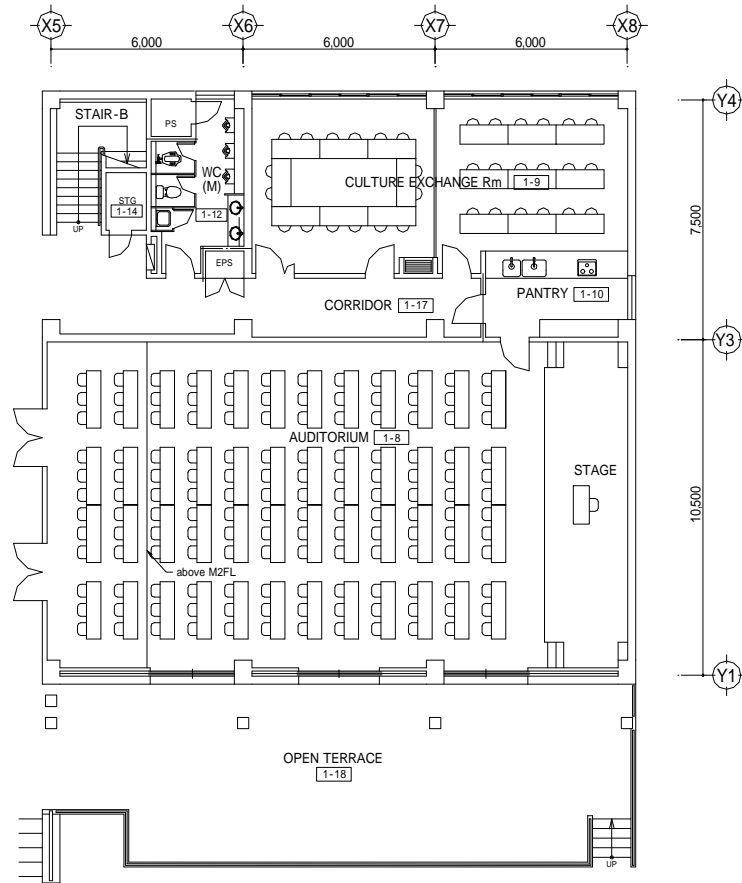 X5 X6 X7 X8
6,000 6,000 6,000
Y4
STAIR-B
PS
WC
(M)
CULTURE EXCHANGE Rm 1-9
STG
1-14
1-12
7,500
UP
EPS
PANTRY 1-10
CORRIDOR 1-17
Y3
AUDITORIUM 1-8
STAGE
10,500
above M2FL
Y1
OPEN TERRACE
1-18
UP